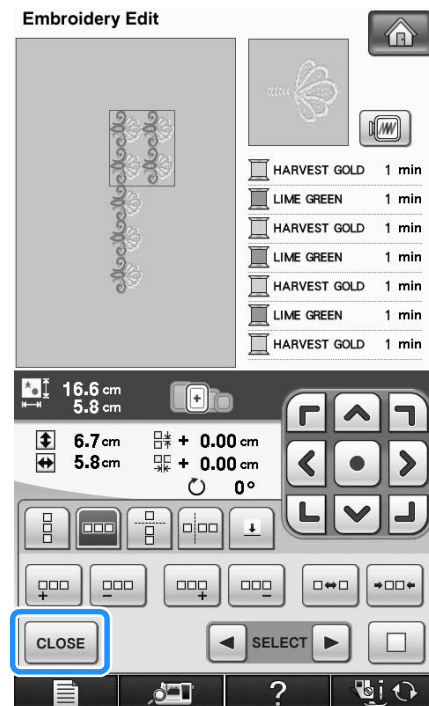 Embroidery Edit
HARVEST GOLD 1 min
LIME GREEN 1 min
HARVEST GOLD 1 min
LIME GREEN 1 min
HARVEST GOLD 1 min
LIME GREEN 1 min
HARVEST GOLD 1 min
16.6 cm
5.8 cm
6.7 cm + 0.00 cm
5.8 cm + 0.00 cm
0°
+ - + -
CLOSE SELECT
?